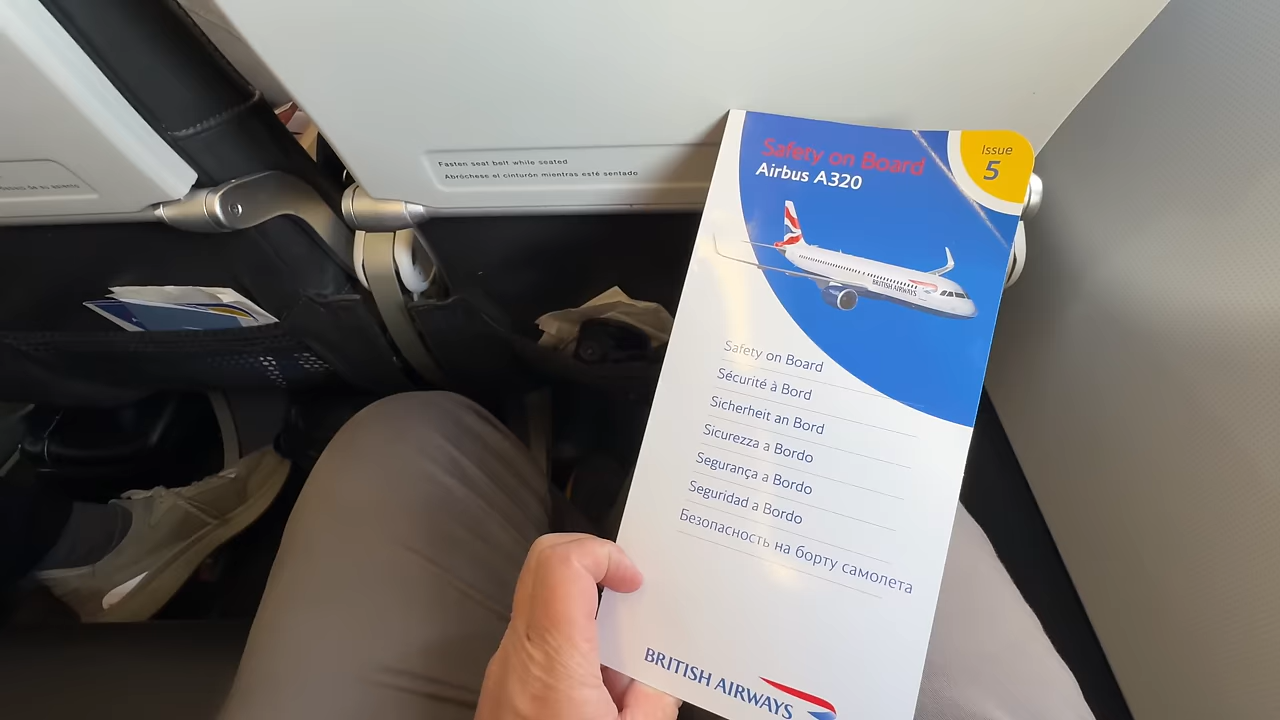 Fasten seat belt while seated
Abróchese el cinturón mientras esté sentado
Safety on Board
Airbus A320
Issue
5
BRITISH AIRWAYS
Safety on Board
Sécurité à Bord
Sicherheit an Bord
Sicurezza a Bordo
Segurança a Bordo
Seguridad a Bordo
Безопасность на борту самолета
BRITISH AIRWAYS